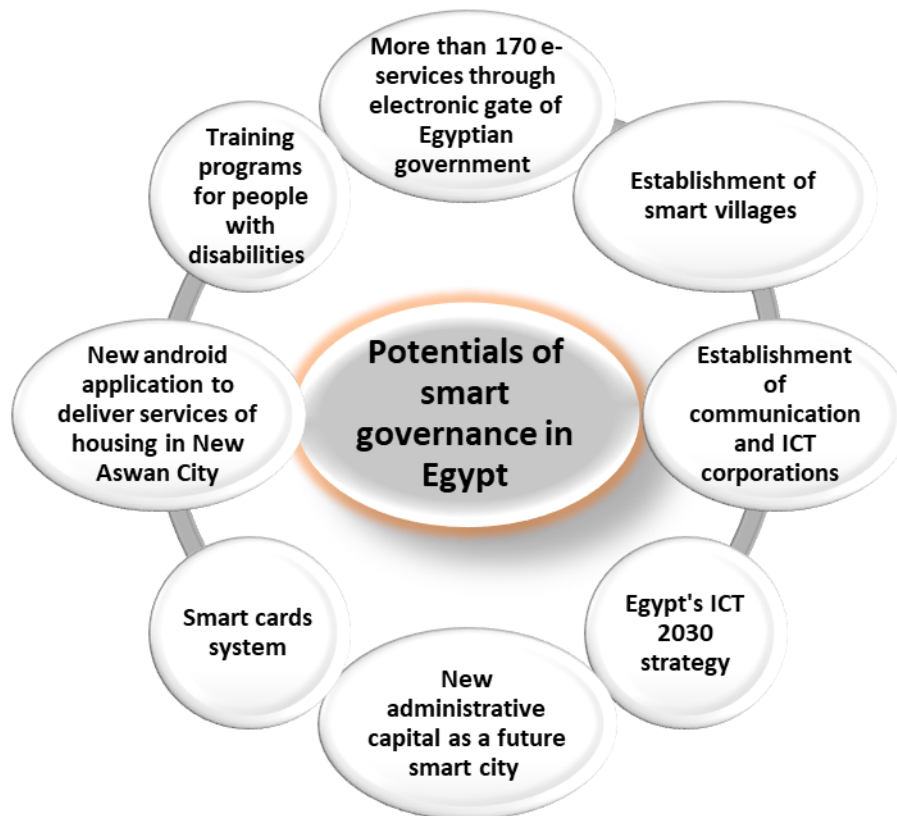 More than 170 e-
services through
electronic gate of
Egyptian
government
Establishment of
smart villages
Establishment
of
communication
and ICT
corporations
Egypt's ICT
2030
strategy
New
administrative
capital as a future
smart city
Smart cards
system
New android
application to
deliver services of
housing in New
Aswan City
Training
programs
for people
with
disabilities
Potentials of
smart
governance in
Egypt